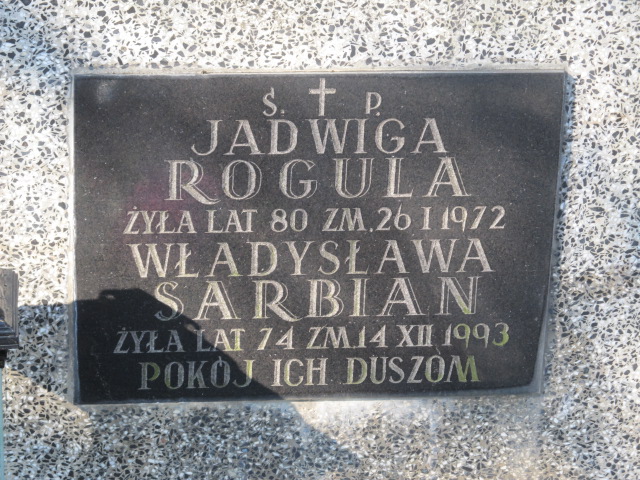 Ś. P.
JADWIGA
ROGULA
ŻYŁA LAT 80 ZM. 26 I 1972
WŁADYSŁAWA
SARBIAN
ŻYŁA LAT 74 ZM. 14 XII 1993
POKÓJ ICH DUSZOM